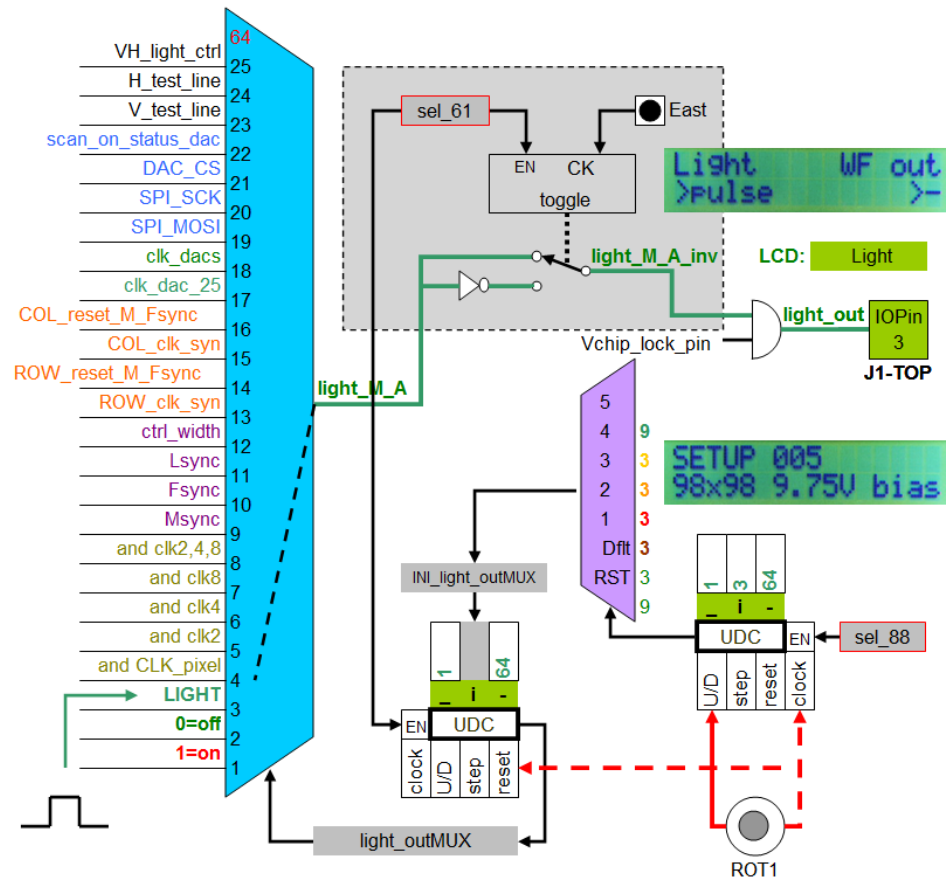 64
VH_light_ctrl
25
H_test_line
24
V_test_line
23
scan_on_status_dac
22
DAC_CS
21
SPI_SCK
20
SPI_MOSI
19
clk_dacs
18
clk_dac_25
17
COL_reset_M_Fsync
16
COL_clk_syn
15
ROW_reset_M_Fsync
14
ROW_clk_syn
13
ctrl_width
12
Lsync
11
Fsync
10
Msync
9
and clk2,4,8
8
and clk8
7
and clk4
6
and clk2
5
and CLK_pixel
4
LIGHT
3
0=off
2
1=on
1
light_M_A
sel_61
East
EN CK
toggle
light_M_A_inv
Light WF out
>pulse >-
LCD: Light
Vchip_lock_pin
light_out
IOPin
3
J1-TOP
5
4 9
3 3
2 3
1 3
Dflt 3
RST 3
9
SETUP 005
98x98 9.75V bias
INI_light_outMUX
1 64
_ i -
EN UDC
clock U/D step reset
light_outMUX
1 3 64
_ i -
UDC EN
sel_88
U/D step reset clock
ROT1